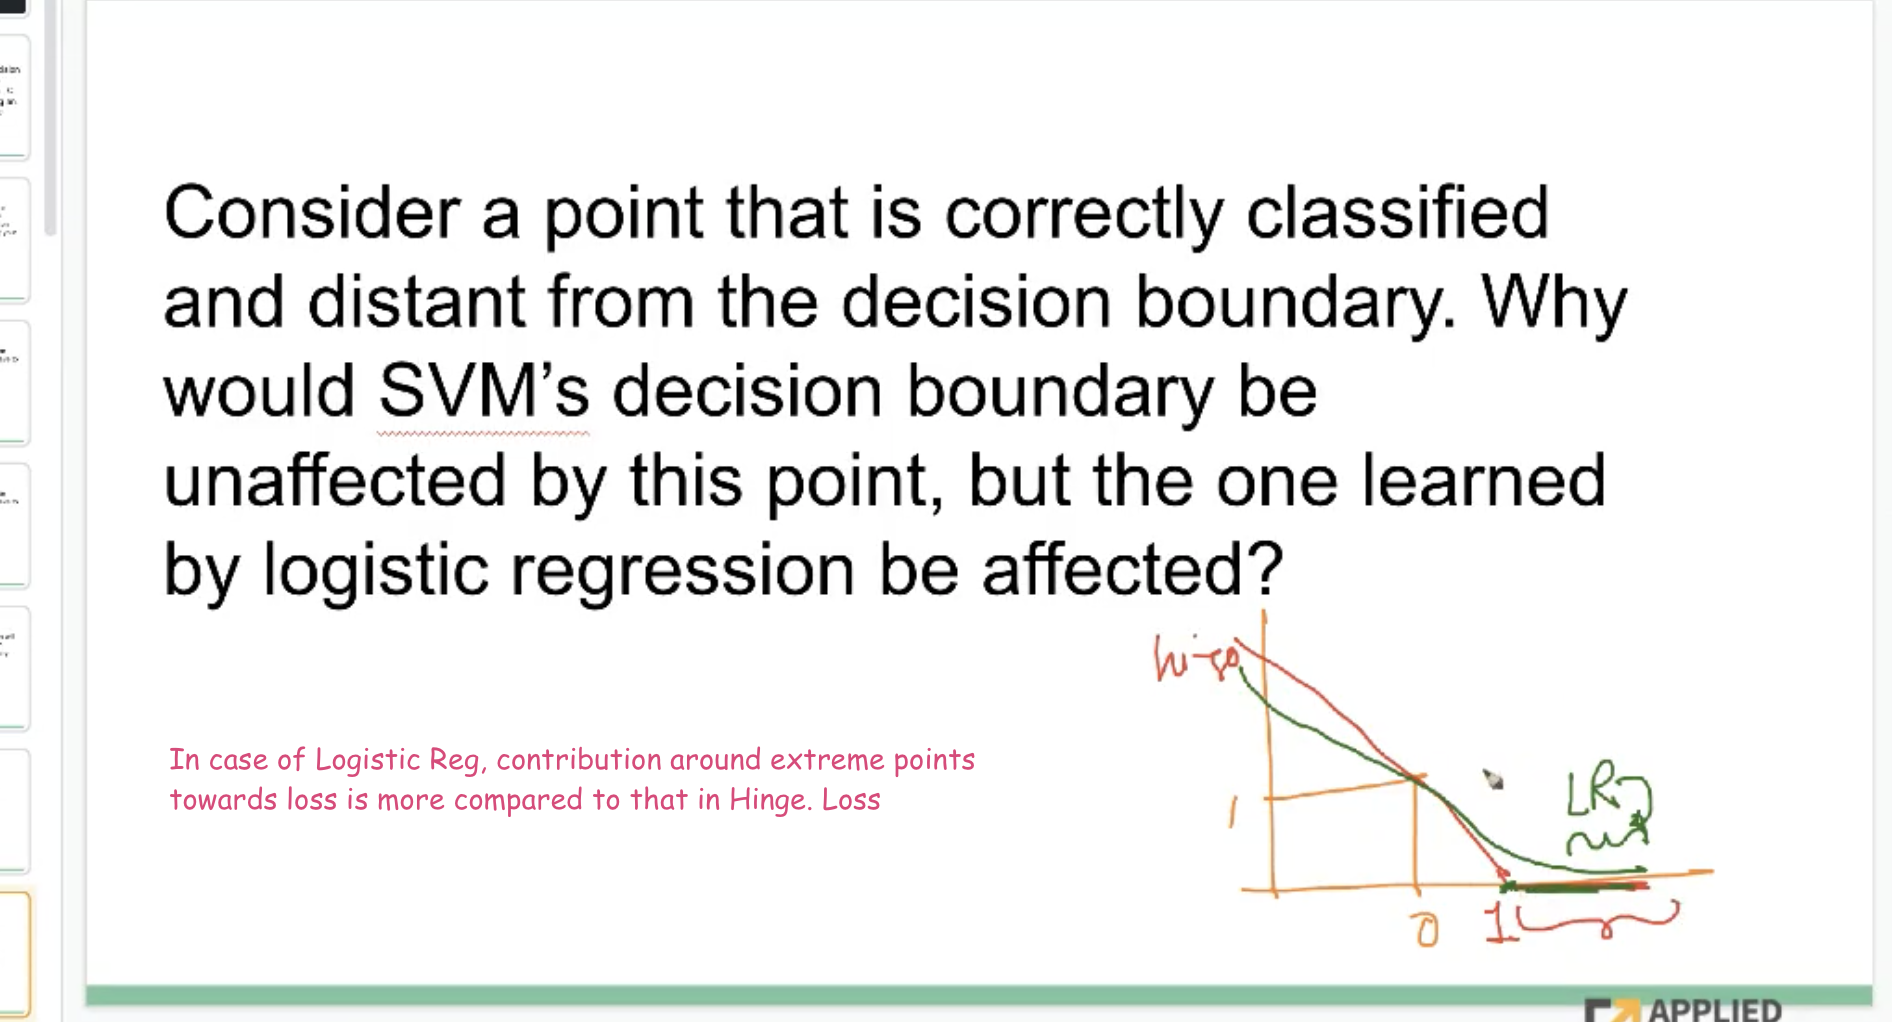 Consider a point that is correctly classified
and distant from the decision boundary. Why
would SVM’s decision boundary be
unaffected by this point, but the one learned
by logistic regression be affected?
In case of Logistic Reg, contribution around extreme points
towards loss is more compared to that in Hinge. Loss
1
LR
0
1
APPLIED